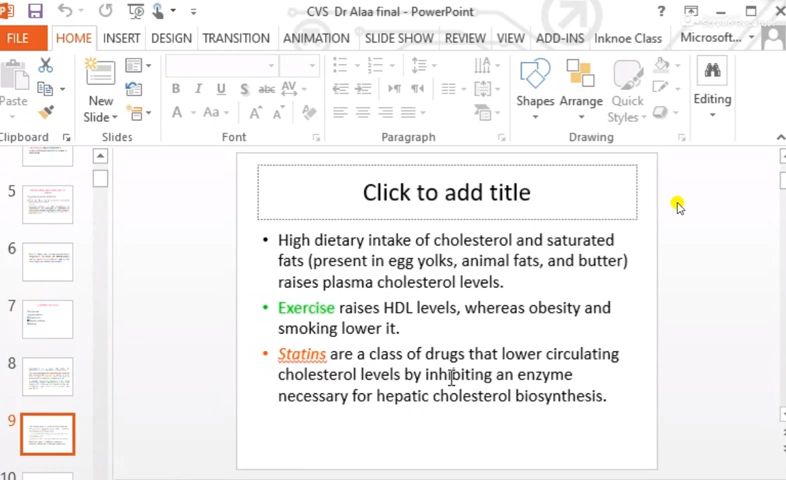 CVS Dr Alaa final - PowerPoint
FILE HOME INSERT DESIGN TRANSITION ANIMATION SLIDE SHOW REVIEW VIEW ADD-INS Inknoe Class Microsoft...
Paste
New
Slide
Shapes Arrange Quick
Styles
Editing
B I U S abc AV
A Aa A A
Clipboard Slides Font Paragraph Drawing
5
6
7
8
9
10
Click to add title
• High dietary intake of cholesterol and saturated
fats (present in egg yolks, animal fats, and butter)
raises plasma cholesterol levels.
• Exercise raises HDL levels, whereas obesity and
smoking lower it.
• Statins are a class of drugs that lower circulating
cholesterol levels by inhibiting an enzyme
necessary for hepatic cholesterol biosynthesis.